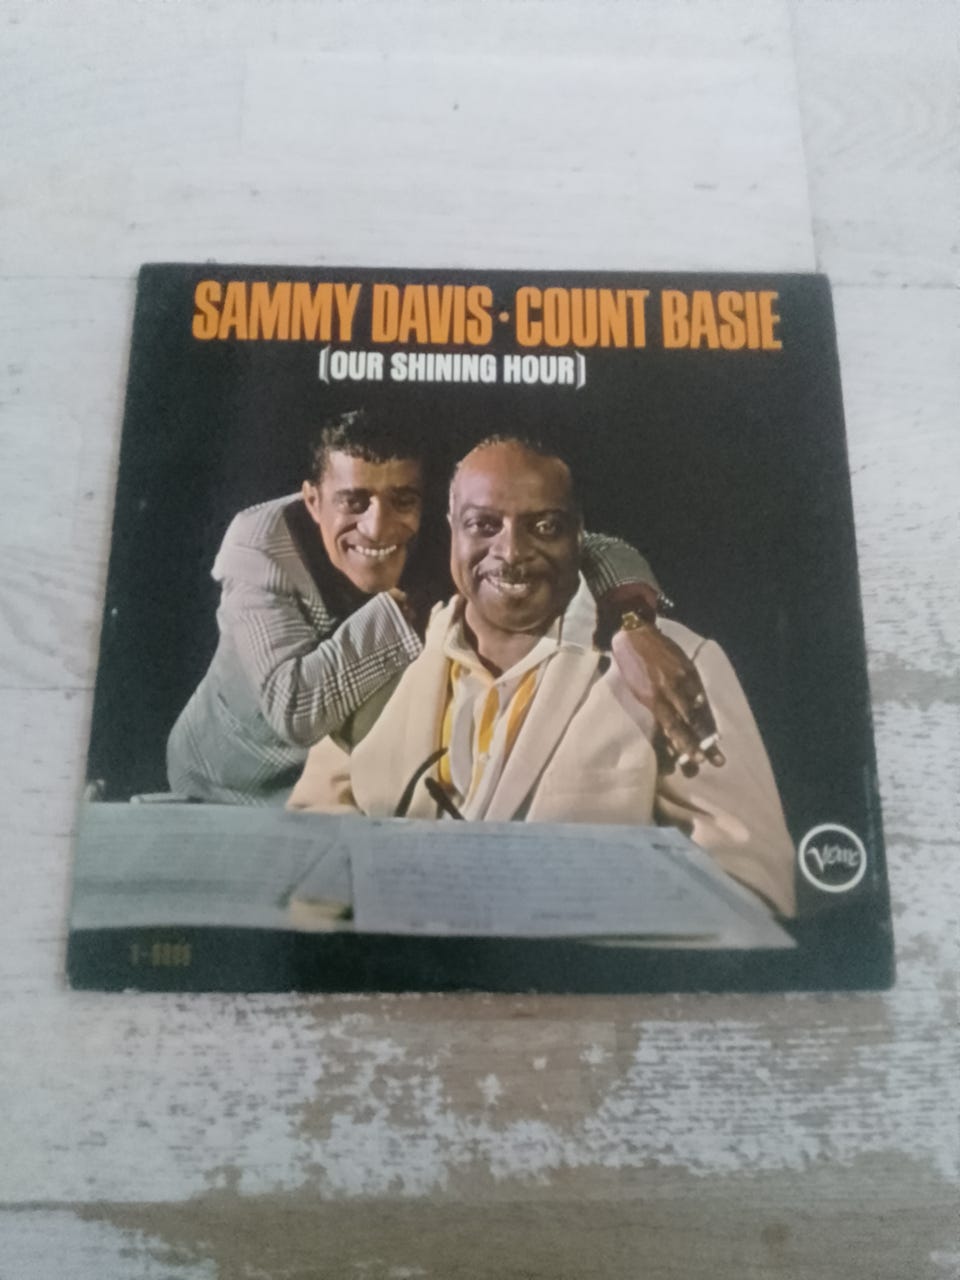 SAMMY DAVIS · COUNT BASIE
(OUR SHINING HOUR)
Verve